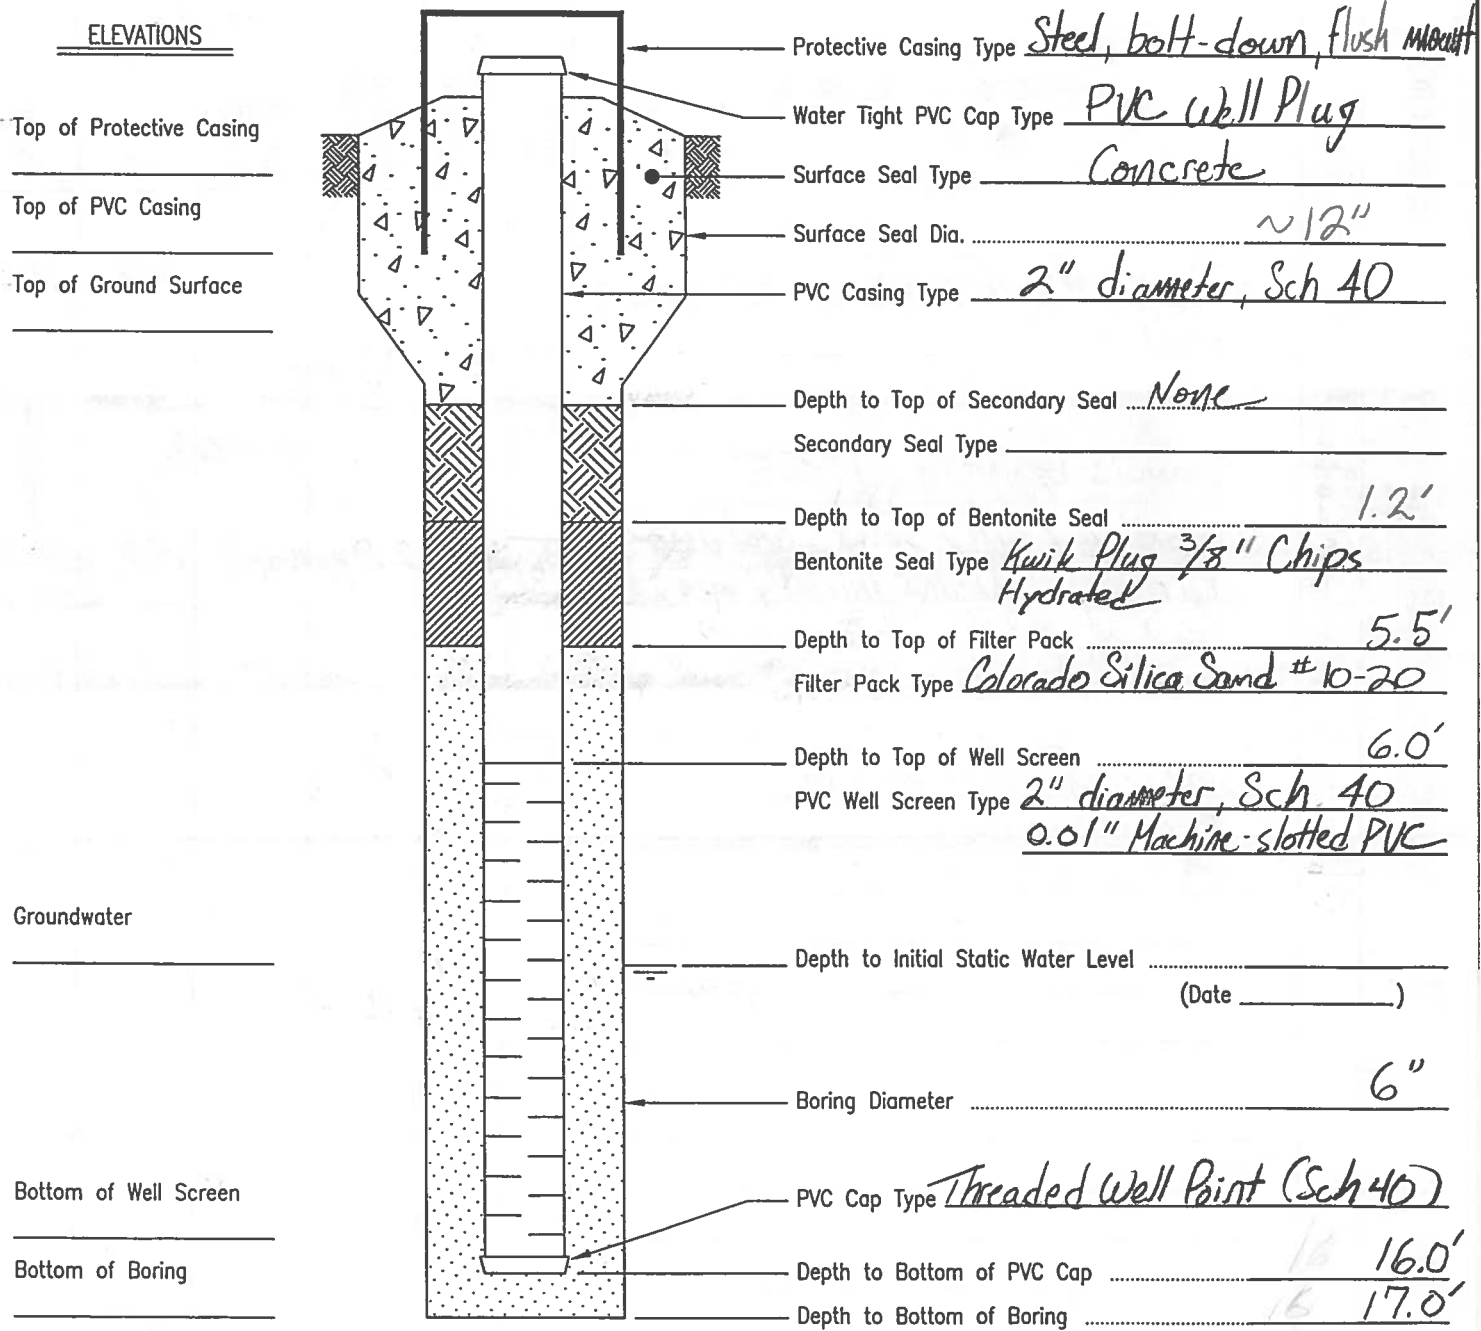 ELEVATIONS
Top of Protective Casing
Top of PVC Casing
Top of Ground Surface
Groundwater
Bottom of Well Screen
Bottom of Boring
Protective Casing Type Steel, bolt-down, flush mount
Water Tight PVC Cap Type PVC Well Plug
Surface Seal Type Concrete
Surface Seal Dia. ~12"
PVC Casing Type 2" diameter, Sch 40
Depth to Top of Secondary Seal None
Secondary Seal Type
Depth to Top of Bentonite Seal 1.2'
Bentonite Seal Type Kwik Plug 3/8" Chips
Hydrated
Depth to Top of Filter Pack 5.5'
Filter Pack Type Colorado Silica Sand #10-20
Depth to Top of Well Screen 6.0'
PVC Well Screen Type 2" diameter, Sch. 40
0.01" Machine-slotted PVC
Depth to Initial Static Water Level
(Date )
Boring Diameter 6"
PVC Cap Type Threaded Well Point (Sch 40)
Depth to Bottom of PVC Cap 16.0'
Depth to Bottom of Boring 17.0'